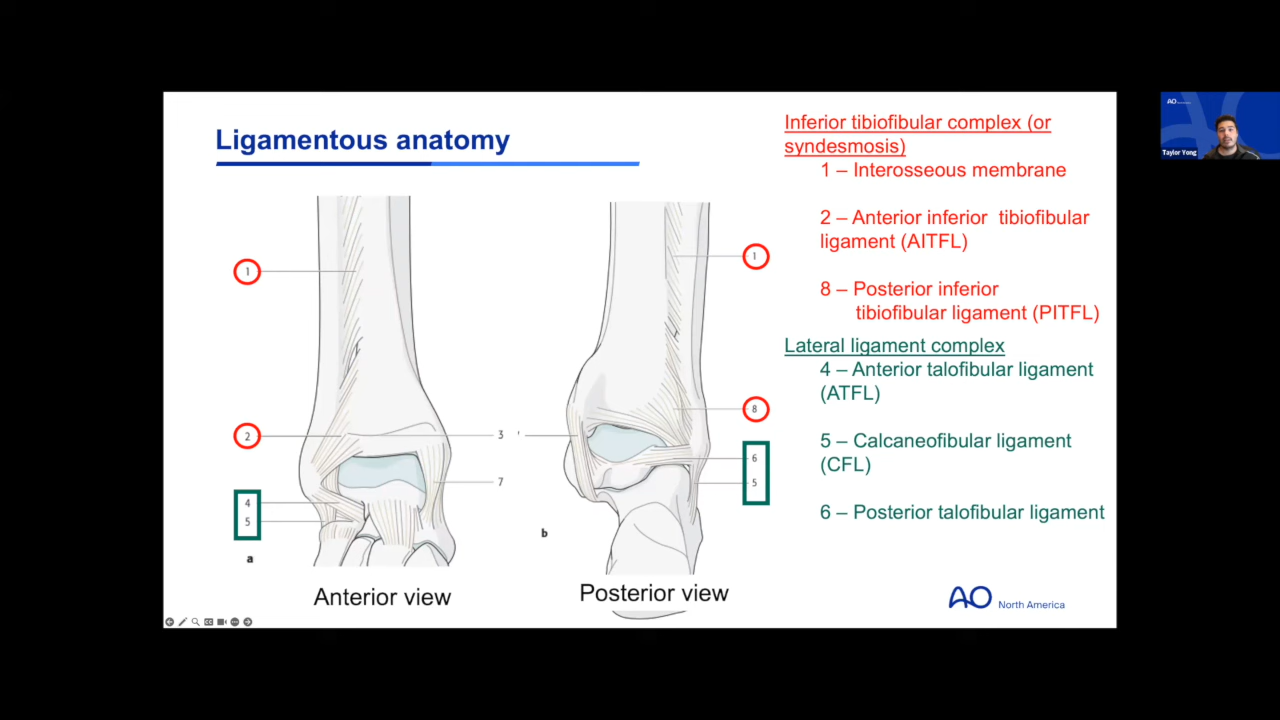 Ligamentous anatomy
Inferior tibiofibular complex (or
syndesmosis)
1 – Interosseous membrane
2 – Anterior inferior tibiofibular
ligament (AITFL)
8 – Posterior inferior
tibiofibular ligament (PITFL)
Lateral ligament complex
4 – Anterior talofibular ligament
(ATFL)
5 – Calcaneofibular ligament
(CFL)
6 – Posterior talofibular ligament
1
2
4
5
3
7
a
Anterior view
1
8
6
5
b
Posterior view
AO North America
AO
Taylor Yong